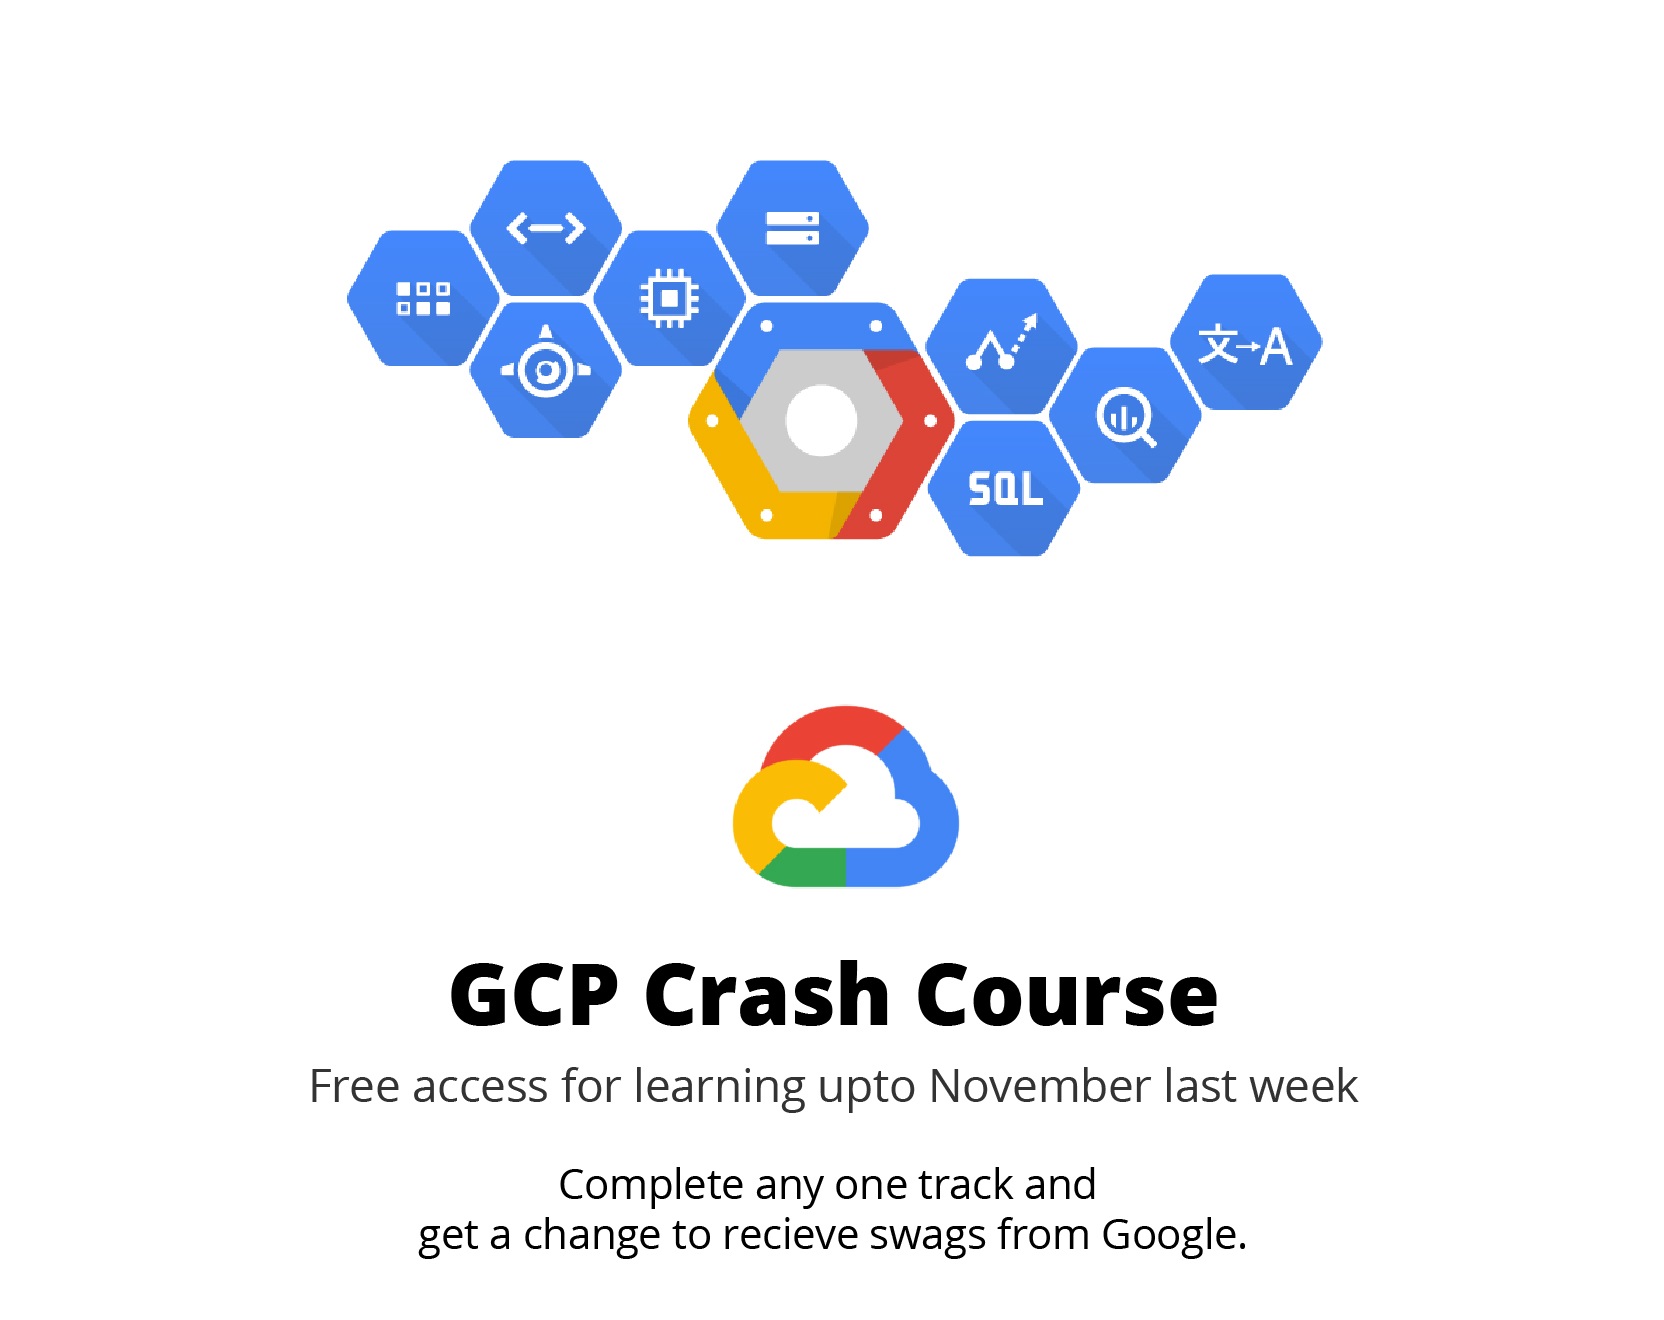 文→A
SQL
GCP Crash Course
Free access for learning upto November last week
Complete any one track and
get a change to recieve swags from Google.